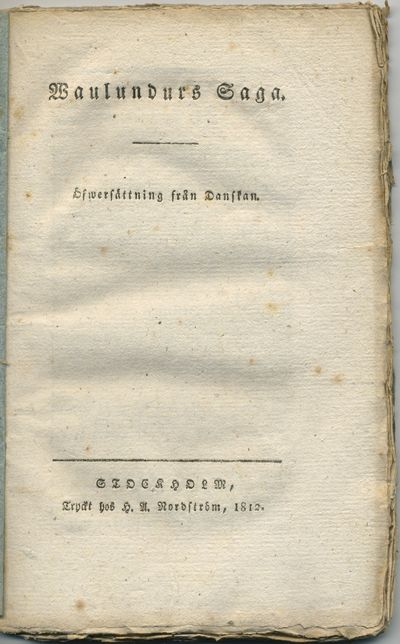 Waulundurs Saga.
Öfwersättning från Danskan.
STOCKHOLM,
Tryckt hos H. A. Nordström, 1812.